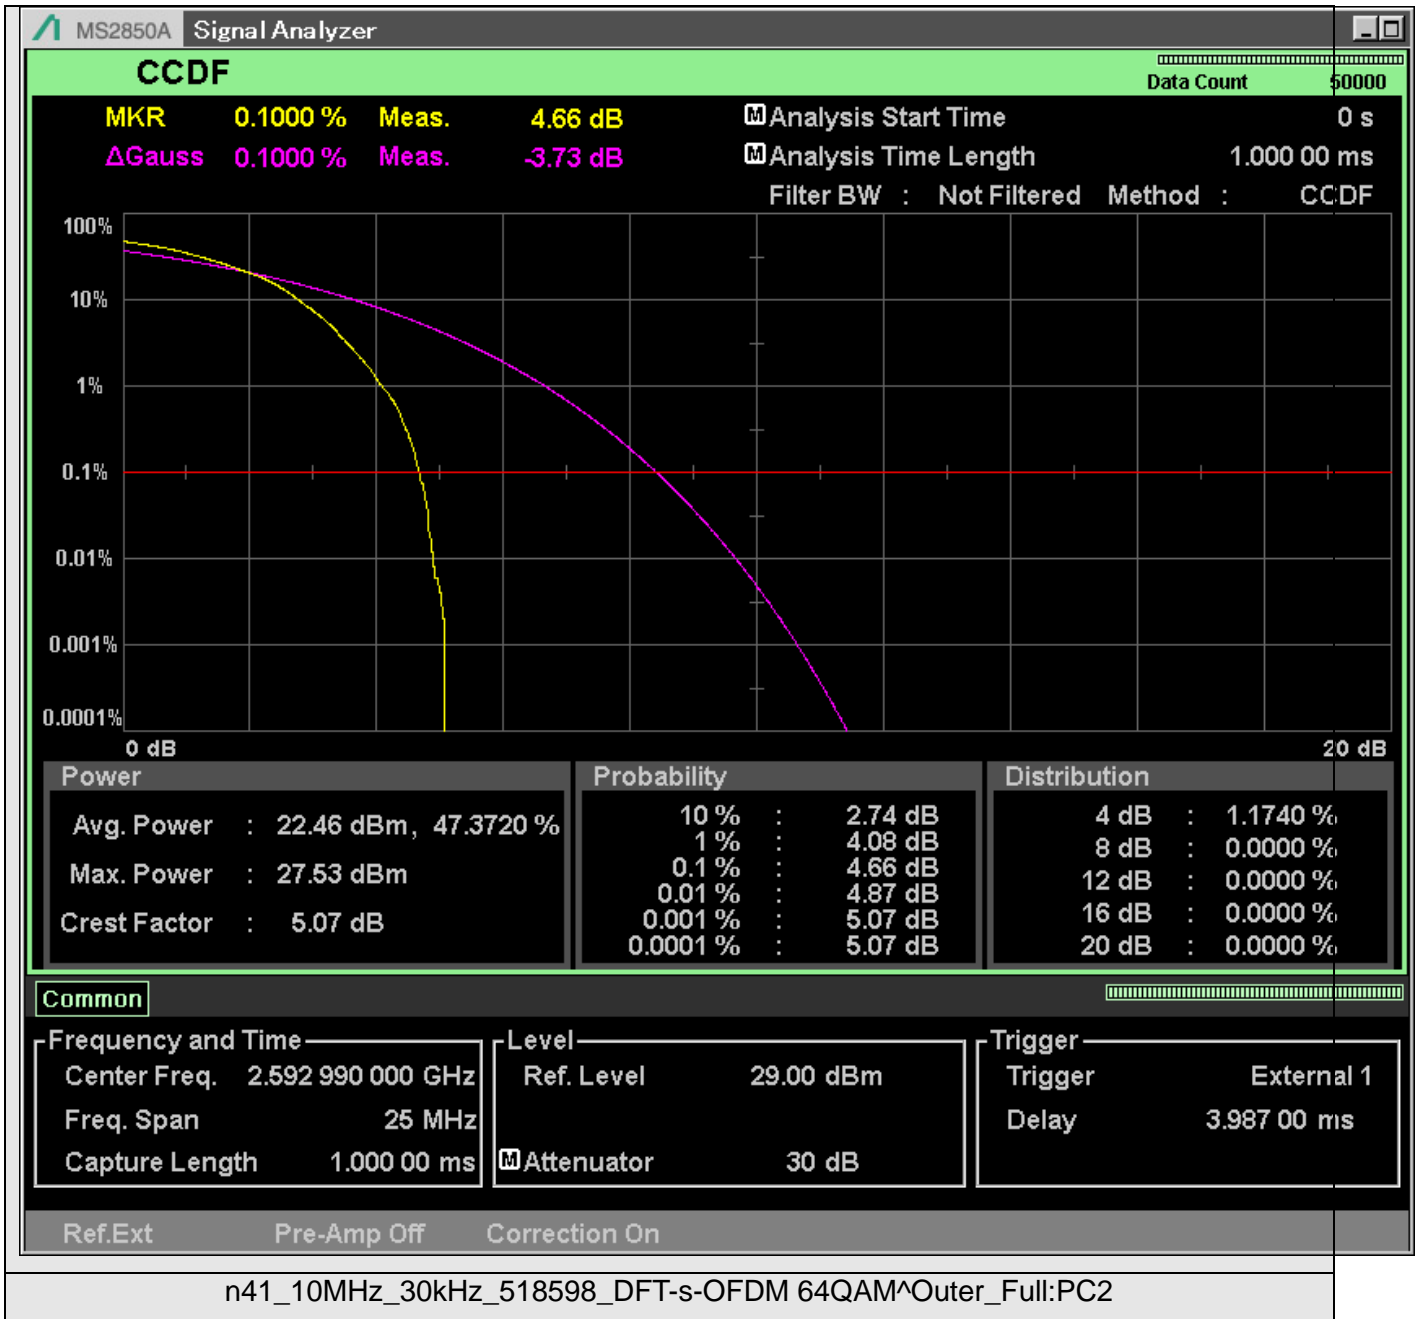 MS2850A Signal Analyzer
CCDF
Data Count 50000
MKR 0.1000 % Meas. 4.66 dB
ΔGauss 0.1000 % Meas. -3.73 dB
M Analysis Start Time 0 s
M Analysis Time Length 1.000 00 ms
Filter BW : Not Filtered Method : CCDF
100%
10%
1%
0.1%
0.01%
0.001%
0.0001%
0 dB 20 dB
Power
Avg. Power : 22.46 dBm, 47.3720 %
Max. Power : 27.53 dBm
Crest Factor : 5.07 dB
Probability
10 % : 2.74 dB
1 % : 4.08 dB
0.1 % : 4.66 dB
0.01 % : 4.87 dB
0.001 % : 5.07 dB
0.0001 % : 5.07 dB
Distribution
4 dB : 1.1740 %
8 dB : 0.0000 %
12 dB : 0.0000 %
16 dB : 0.0000 %
20 dB : 0.0000 %
Common
Frequency and Time
Center Freq. 2.592 990 000 GHz
Freq. Span 25 MHz
Capture Length 1.000 00 ms
Level
Ref. Level 29.00 dBm
M Attenuator 30 dB
Trigger
Trigger External 1
Delay 3.987 00 ms
Ref.Ext Pre-Amp Off Correction On
n41_10MHz_30kHz_518598_DFT-s-OFDM 64QAM^Outer_Full:PC2